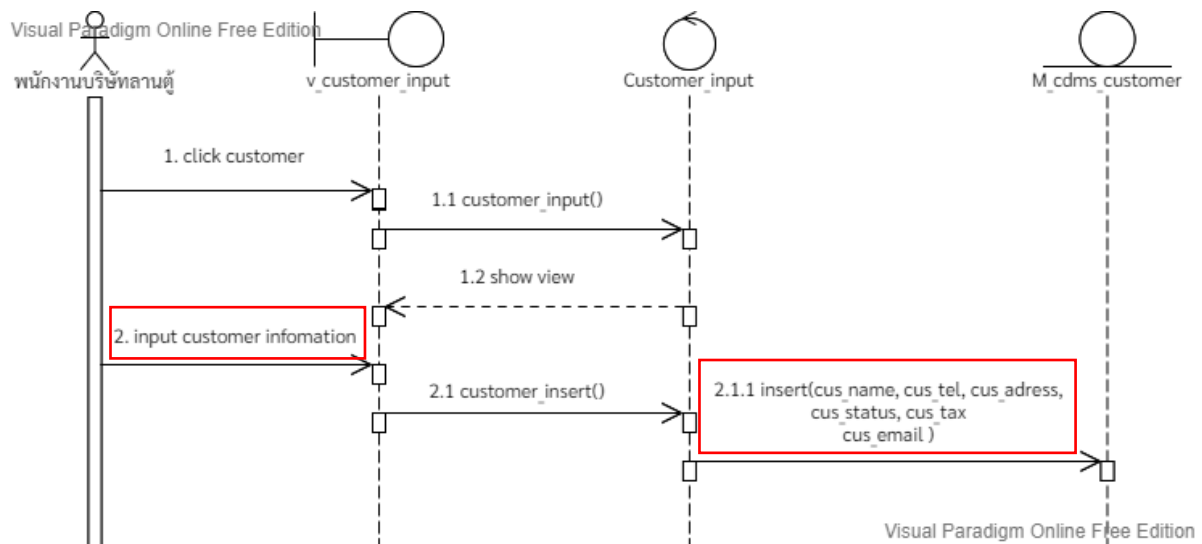 Visual Paradigm Online Free Edition
พนักงานบริษัทลานตู้
v_customer_input
Customer_input
M_cdms_customer
1. click customer
1.1 customer_input()
1.2 show view
2. input customer infomation
2.1 customer_insert()
2.1.1 insert(cus_name, cus_tel, cus_adress,
cus_status, cus_tax
cus_email )
Visual Paradigm Online Free Edition